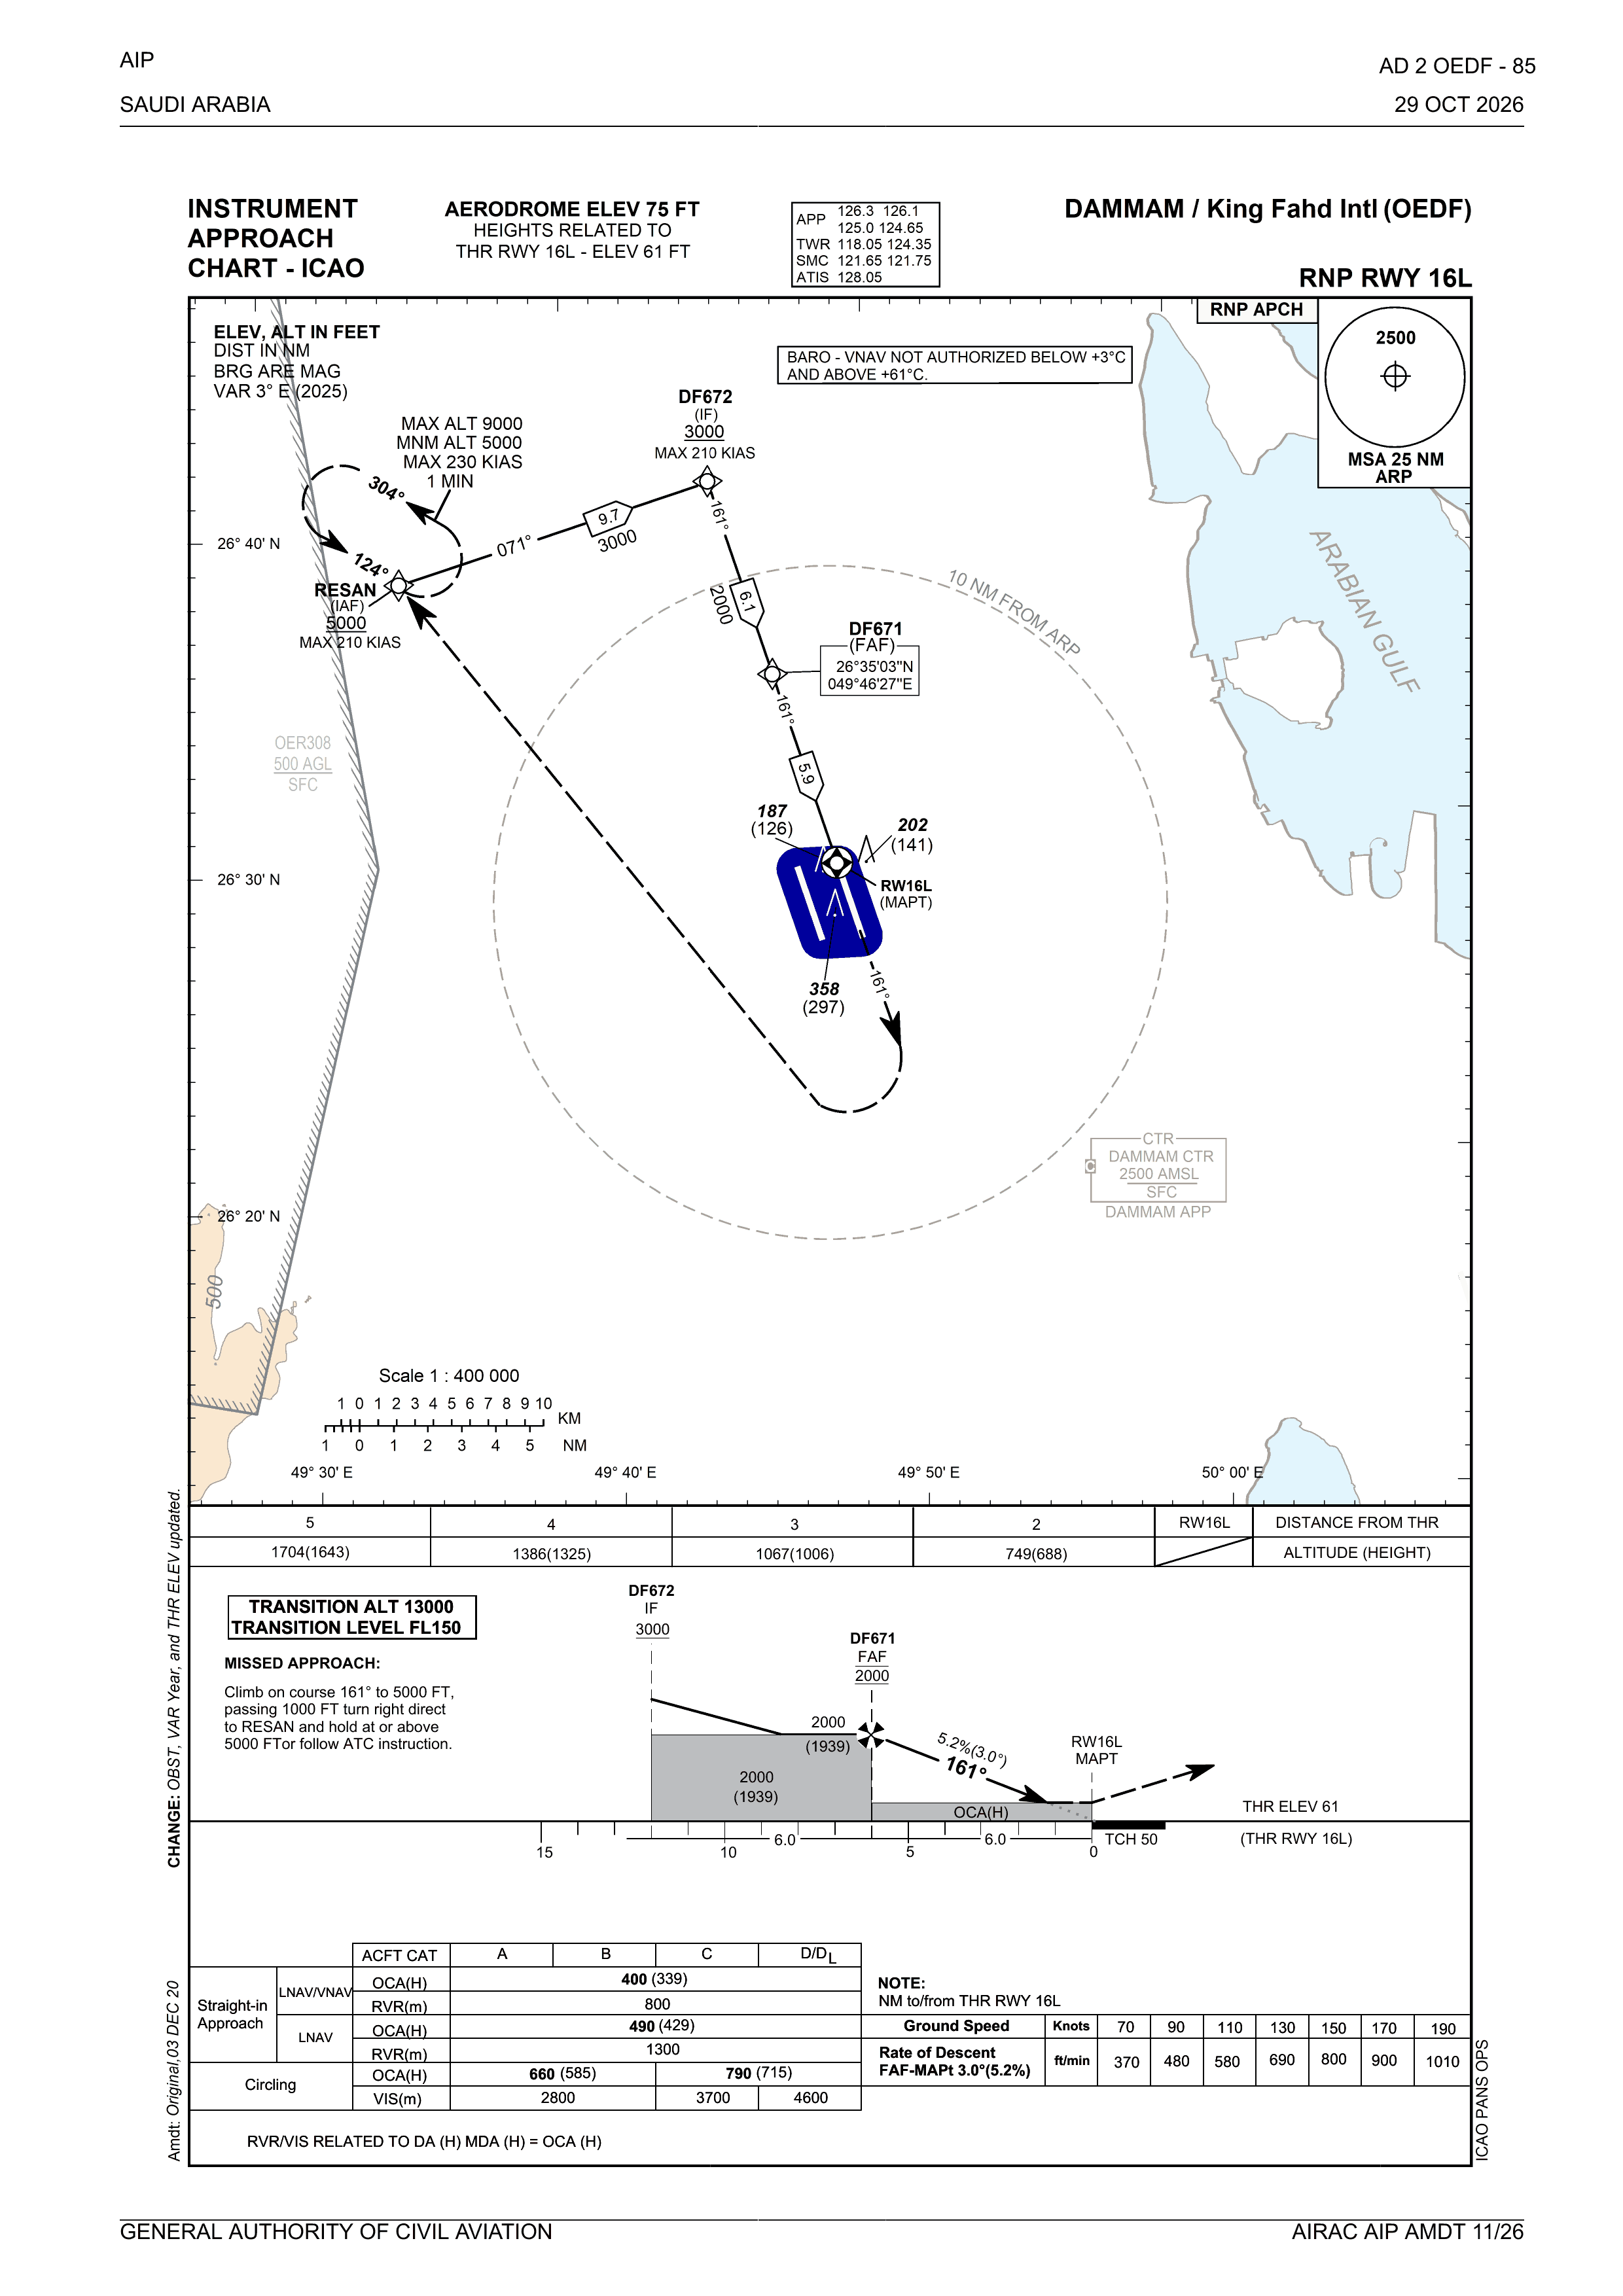 AIP
AD 2 OEDF - 85
SAUDI ARABIA
29 OCT 2026
INSTRUMENT
APPROACH
CHART - ICAO
AERODROME ELEV 75 FT
HEIGHTS RELATED TO
THR RWY 16L - ELEV 61 FT
APP 126.3 126.1
125.0 124.65
TWR 118.05 124.35
SMC 121.65 121.75
ATIS 128.05
DAMMAM / King Fahd Intl (OEDF)
RNP RWY 16L
RNP APCH
2500
MSA 25 NM
ARP
ELEV, ALT IN FEET
DIST IN NM
BRG ARE MAG
VAR 3° E (2025)
BARO - VNAV NOT AUTHORIZED BELOW +3°C
AND ABOVE +61°C.
MAX ALT 9000
MNM ALT 5000
MAX 230 KIAS
1 MIN
304°
124°
DF672
(IF)
3000
MAX 210 KIAS
161°
9.7
3000
071°
26° 40' N
RESAN
(IAF)
5000
MAX 210 KIAS
6.1
2000
10 NM FROM ARP
ARABIAN GULF
DF671
(FAF)
26°35'03"N
049°46'27"E
161°
5.9
OER308
500 AGL
SFC
187
(126)
202
(141)
26° 30' N
RW16L
(MAPT)
358
(297)
161°
CTR
C
DAMMAM CTR
2500 AMSL
SFC
DAMMAM APP
26° 20' N
500
Scale 1 : 400 000
1 0 1 2 3 4 5 6 7 8 9 10
KM
1 0 1 2 3 4 5 NM
49° 30' E
49° 40' E
49° 50' E
50° 00' E
5 4 3 2 RW16L DISTANCE FROM THR
1704(1643) 1386(1325) 1067(1006) 749(688) ALTITUDE (HEIGHT)
TRANSITION ALT 13000
TRANSITION LEVEL FL150
MISSED APPROACH:
Climb on course 161° to 5000 FT,
passing 1000 FT turn right direct
to RESAN and hold at or above
5000 FTor follow ATC instruction.
DF672
IF
3000
DF671
FAF
2000
2000
(1939)
2000
(1939)
5.2%(3.0°)
161°
RW16L
MAPT
OCA(H)
THR ELEV 61
(THR RWY 16L)
6.0
6.0
TCH 50
15 10 5 0
ACFT CAT A B C D/DL
Straight-in
Approach
LNAV/VNAV
OCA(H) 400 (339)
RVR(m) 800
LNAV
OCA(H) 490 (429)
RVR(m) 1300
Circling
OCA(H) 660 (585) 790 (715)
VIS(m) 2800 3700 4600
NOTE:
NM to/from THR RWY 16L
Ground Speed Knots 70 90 110 130 150 170 190
Rate of Descent
FAF-MAPt 3.0°(5.2%)
ft/min 370 480 580 690 800 900 1010
RVR/VIS RELATED TO DA (H) MDA (H) = OCA (H)
CHANGE: OBST, VAR Year, and THR ELEV updated.
Amdt: Original,03 DEC 20
ICAO PANS OPS
GENERAL AUTHORITY OF CIVIL AVIATION
AIRAC AIP AMDT 11/26